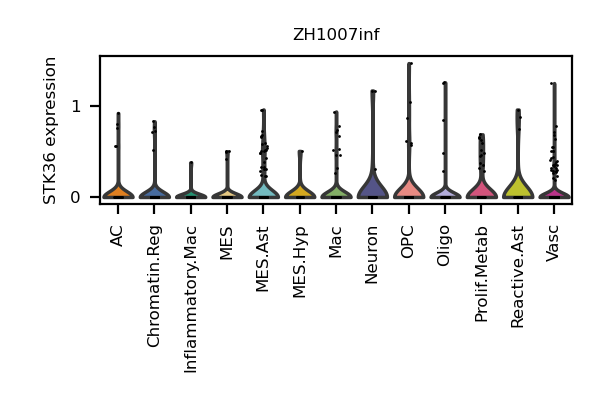 ZH1007inf
STK36 expression
1
0
AC
Chromatin.Reg
Inflammatory.Mac
MES
MES.Ast
MES.Hyp
Mac
Neuron
OPC
Oligo
Prolif.Metab
Reactive.Ast
Vasc